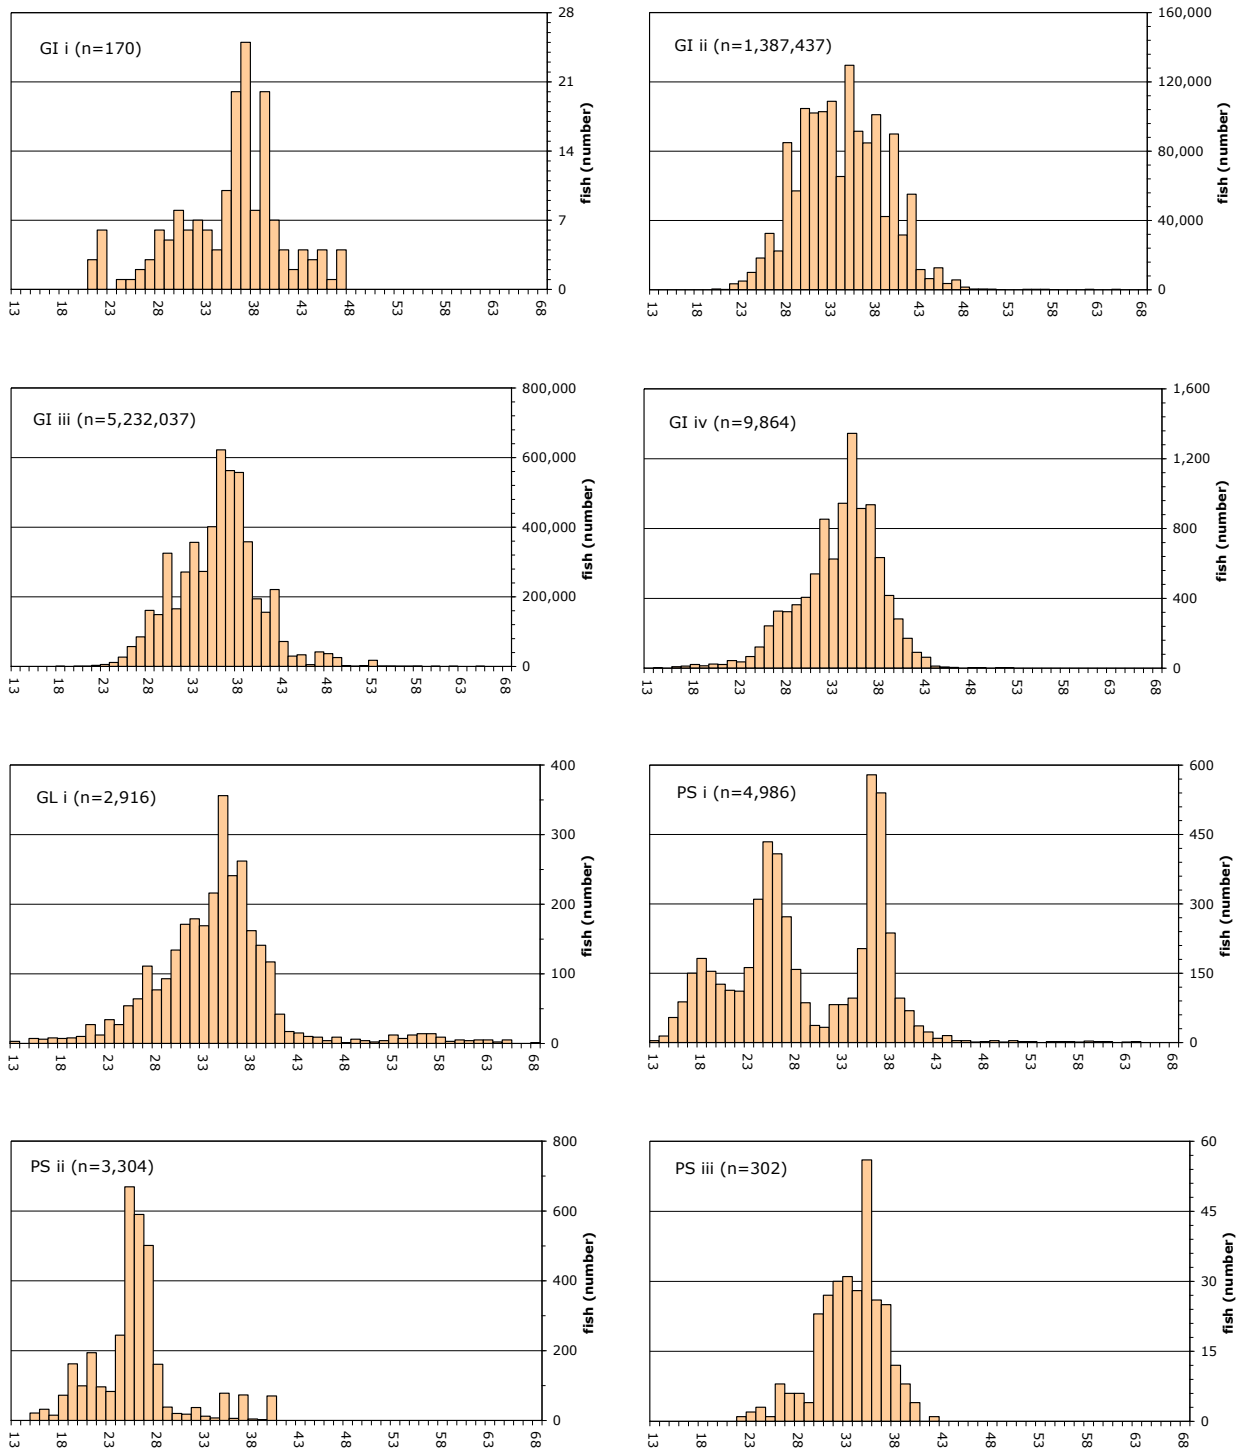 GI i (n=170)
28
21
14
7
0
fish (number)
13 18 23 28 33 38 43 48 53 58 63 68
GI ii (n=1,387,437)
160,000
120,000
80,000
40,000
0
fish (number)
13 18 23 28 33 38 43 48 53 58 63 68
GI iii (n=5,232,037)
800,000
600,000
400,000
200,000
0
fish (number)
13 18 23 28 33 38 43 48 53 58 63 68
GI iv (n=9,864)
1,600
1,200
800
400
0
fish (number)
13 18 23 28 33 38 43 48 53 58 63 68
GL i (n=2,916)
400
300
200
100
0
fish (number)
13 18 23 28 33 38 43 48 53 58 63 68
PS i (n=4,986)
600
450
300
150
0
fish (number)
13 18 23 28 33 38 43 48 53 58 63 68
PS ii (n=3,304)
800
600
400
200
0
fish (number)
13 18 23 28 33 38 43 48 53 58 63 68
PS iii (n=302)
60
45
30
15
0
fish (number)
13 18 23 28 33 38 43 48 53 58 63 68